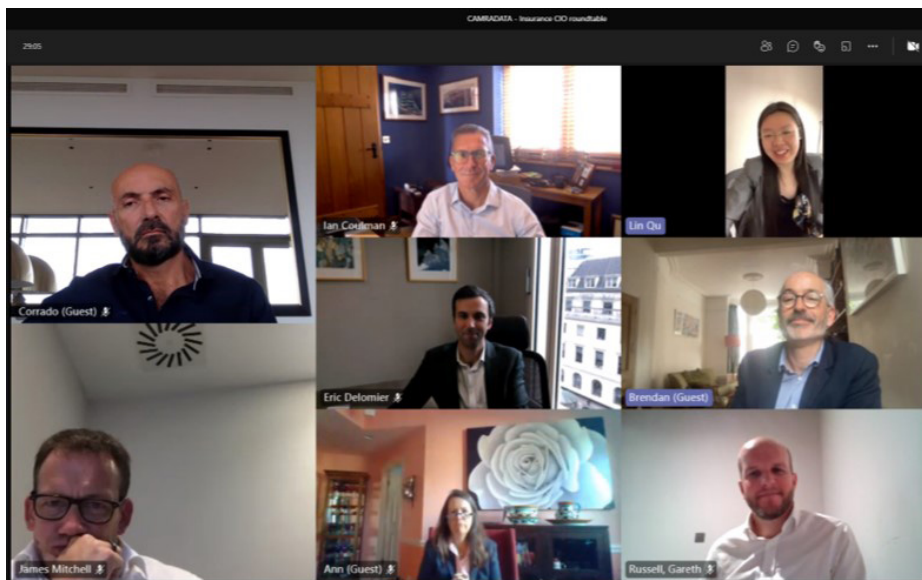 CAMRADATA - Insurance CIO roundtable
29:05
Corrado (Guest)
Ian Coulman
Lin Qu
Eric Delomier
Brendan (Guest)
James Mitchell
Ann (Guest)
Russell, Gareth